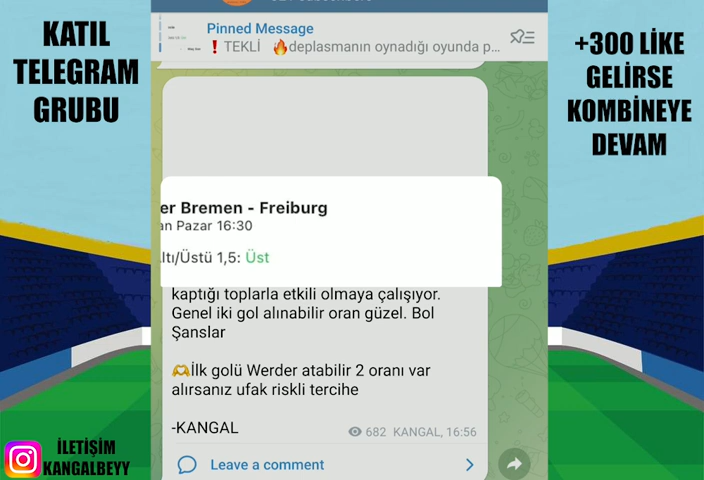 KATIL
TELEGRAM
GRUBU
Pinned Message
❗ TEKLİ 🔥deplasmanın oynadığı oyunda p...
+300 LİKE
GELİRSE
KOMBİNEYE
DEVAM
er Bremen - Freiburg
an Pazar 16:30
Altı/Üstü 1,5: Üst
kaptığı toplarla etkili olmaya çalışıyor.
Genel iki gol alınabilir oran güzel. Bol
Şanslar
🫶İlk golü Werder atabilir 2 oranı var
alırsanız ufak riskli tercihe
-KANGAL
682 KANGAL, 16:56
Leave a comment
İLETİŞİM
KANGALBEYY